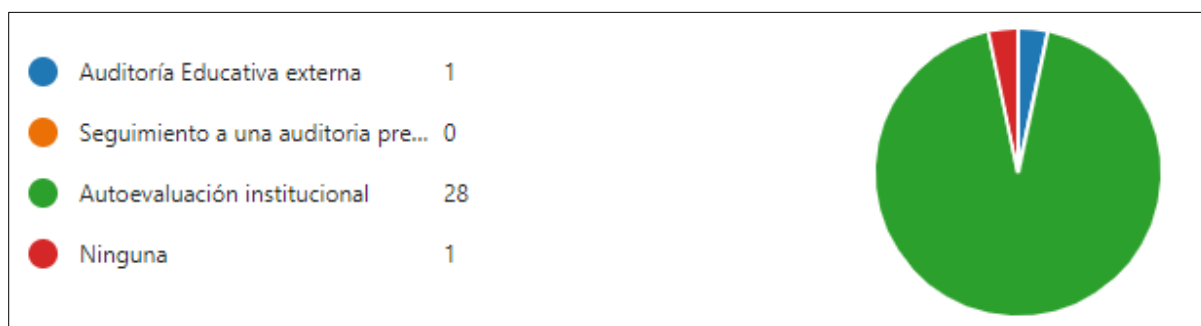 Auditoría Educativa externa 1
Seguimiento a una auditoria pre... 0
Autoevaluación institucional 28
Ninguna 1